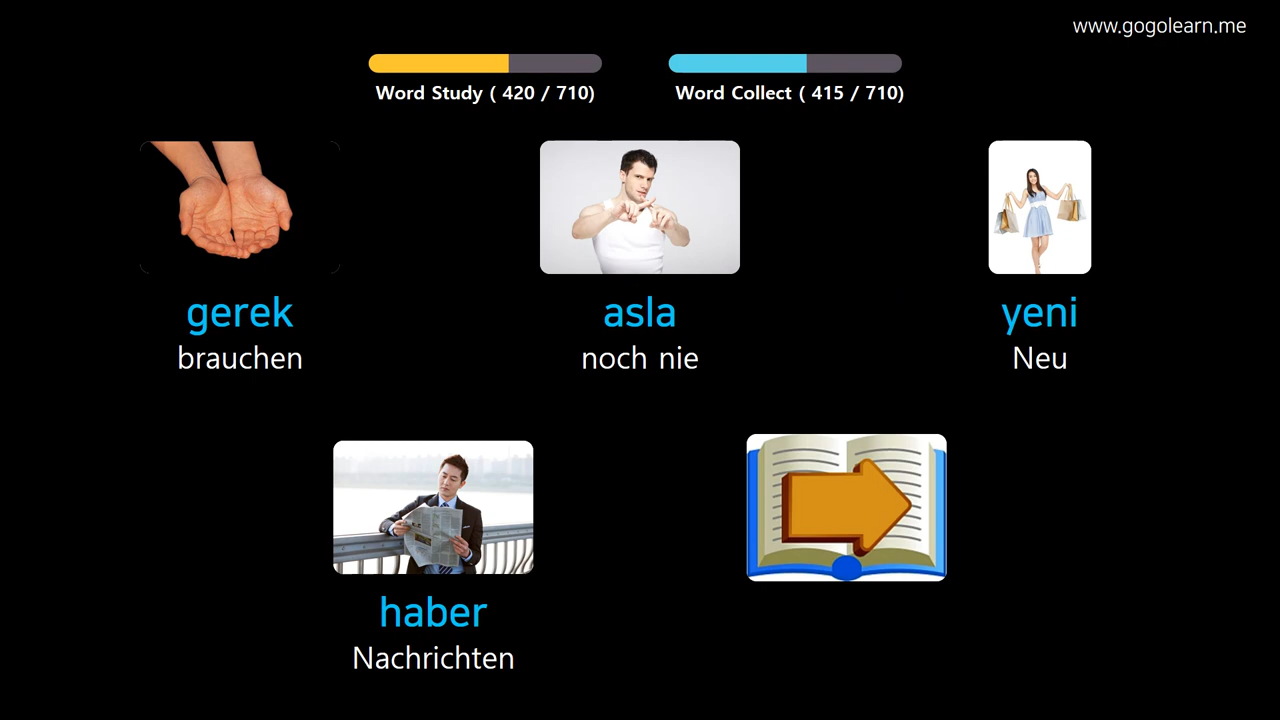 www.gogolearn.me
Word Study ( 420 / 710)
Word Collect ( 415 / 710)
gerek
brauchen
asla
noch nie
yeni
Neu
haber
Nachrichten